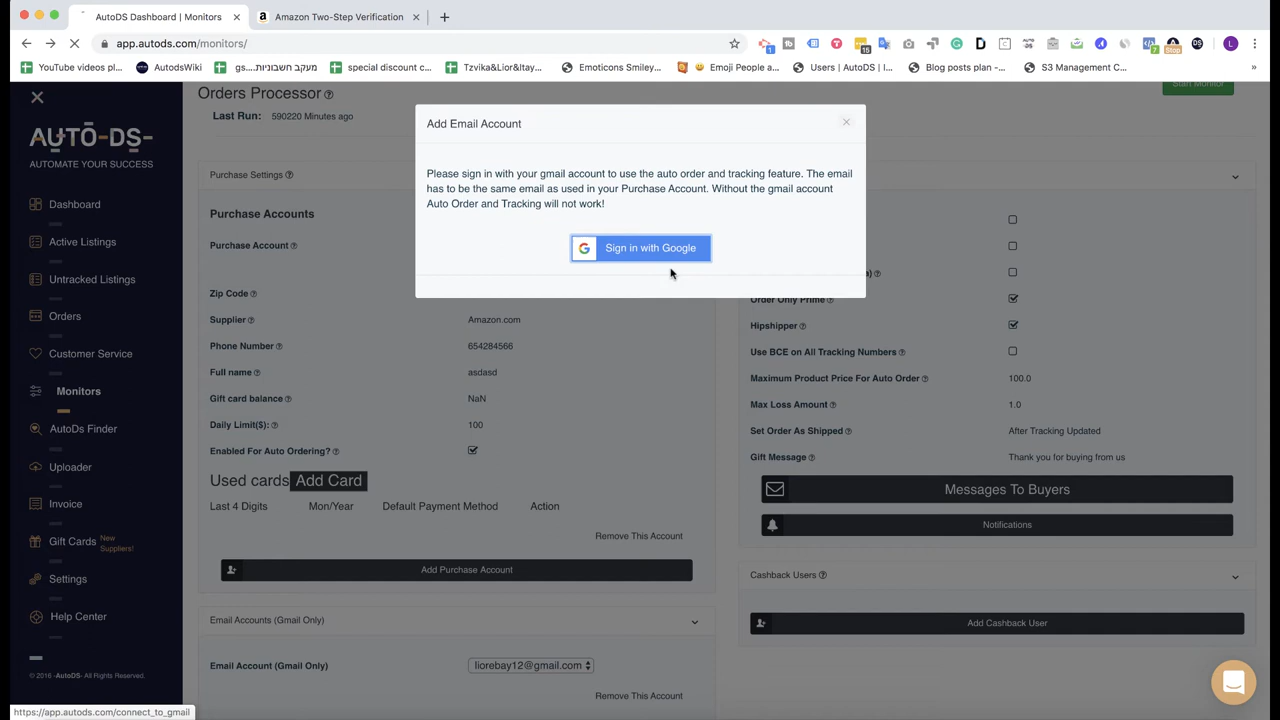 AutoDS Dashboard | Monitors
Amazon Two-Step Verification
app.autods.com/monitors/
YouTube videos pl...
AutodsWiki
gs....מעקב חשבוניות
special discount c...
Tzvika&Lior&Itay...
Emoticons Smiley...
Emoji People a...
Users | AutoDS | I...
Blog posts plan -...
S3 Management C...
»
AUTO-DS-
AUTOMATE YOUR SUCCESS
Dashboard
Active Listings
Untracked Listings
Orders
Customer Service
Monitors
AutoDs Finder
Uploader
Invoice
Gift Cards New Suppliers!
Settings
Help Center
© 2016 -AutoDS- All Rights Reserved.
Orders Processor
Last Run: 590220 Minutes ago
Start Monitor
Add Email Account
Please sign in with your gmail account to use the auto order and tracking feature. The email
has to be the same email as used in your Purchase Account. Without the gmail account
Auto Order and Tracking will not work!
Sign in with Google
Purchase Settings
Purchase Accounts
Purchase Account
Zip Code
Supplier Amazon.com
Phone Number 654284566
Full name asdasd
Gift card balance NaN
Daily Limit($): 100
Enabled For Auto Ordering?
Used cards Add Card
Last 4 Digits Mon/Year Default Payment Method Action
Remove This Account
Add Purchase Account
Email Accounts (Gmail Only)
Email Account (Gmail Only) liorebay12@gmail.com
Remove This Account
Order Only Prime
Hipshipper
Use BCE on All Tracking Numbers
Maximum Product Price For Auto Order 100.0
Max Loss Amount 1.0
Set Order As Shipped After Tracking Updated
Gift Message Thank you for buying from us
Messages To Buyers
Notifications
Cashback Users
Add Cashback User
https://app.autods.com/connect_to_gmail